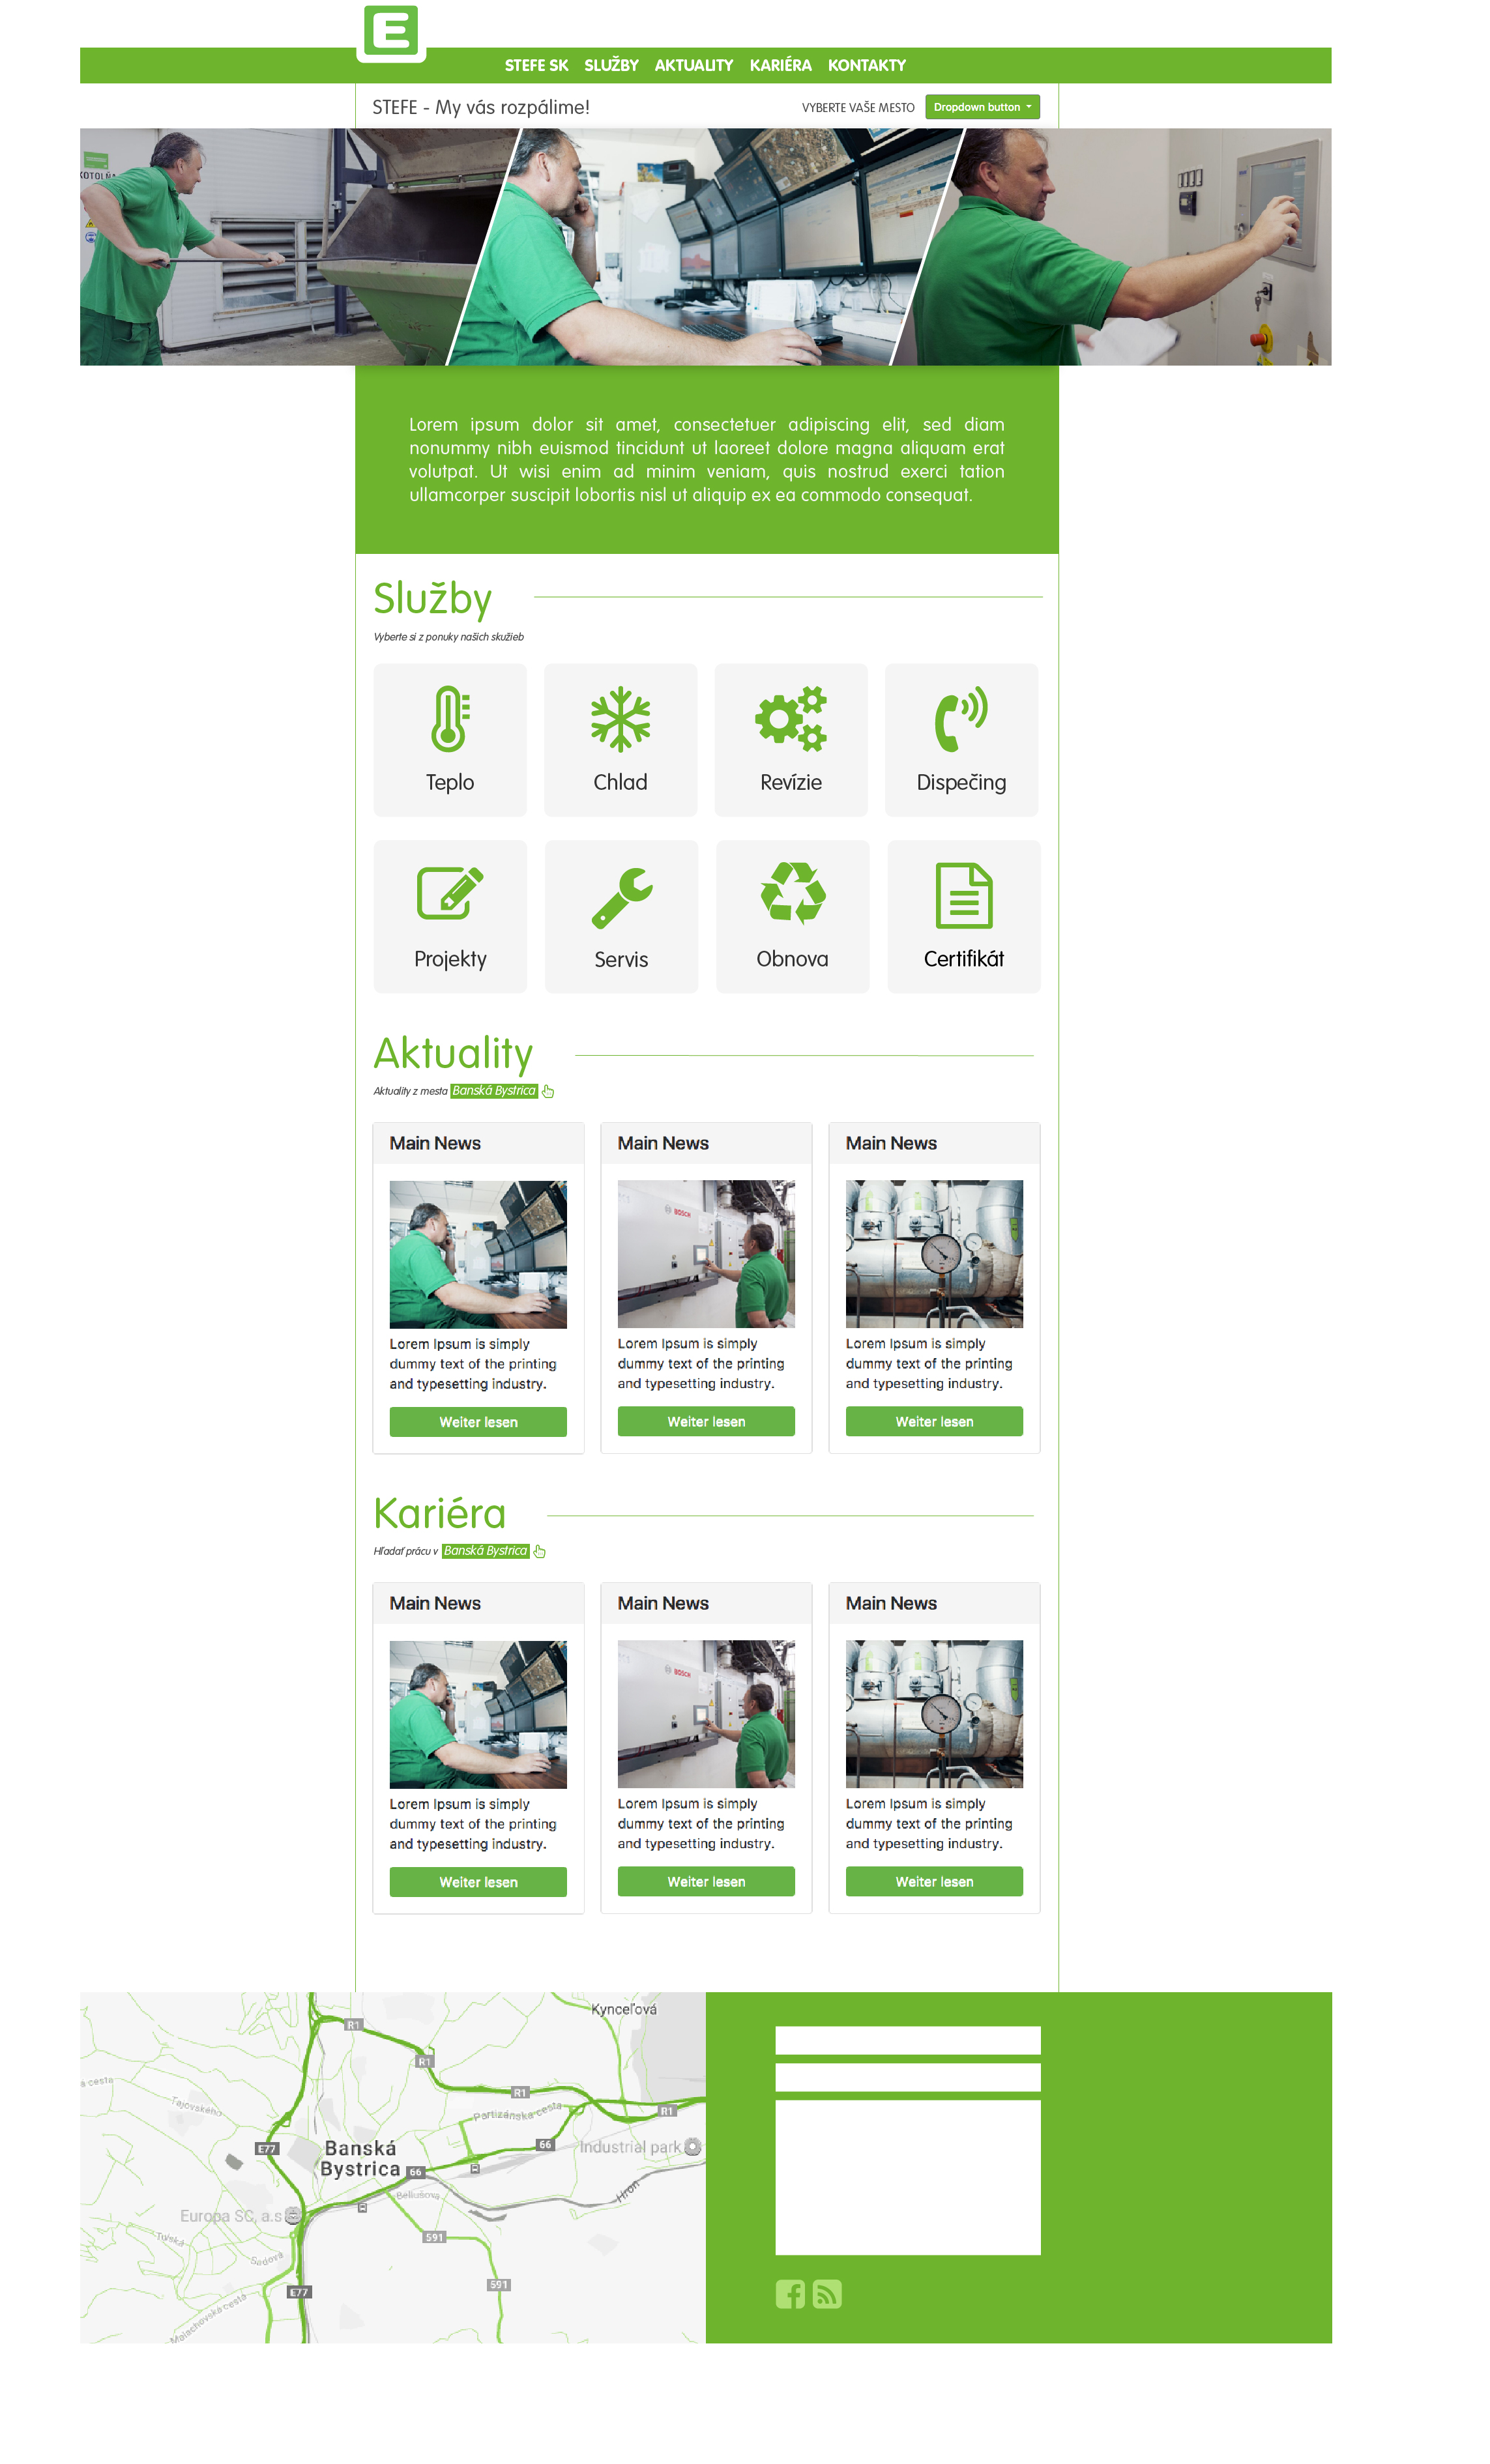 E
STEFE SK SLUŽBY AKTUALITY KARIÉRA KONTAKTY
STEFE - My vás rozpálime!
VYBERTE VAŠE MESTO Dropdown button
KOTOLŇA
Lorem ipsum dolor sit amet, consectetuer adipiscing elit, sed diam
nonummy nibh euismod tincidunt ut laoreet dolore magna aliquam erat
volutpat. Ut wisi enim ad minim veniam, quis nostrud exerci tation
ullamcorper suscipit lobortis nisl ut aliquip ex ea commodo consequat.
Služby
Vyberte si z ponuky našich skužieb
Teplo Chlad Revízie Dispečing
Projekty Servis Obnova Certifikát
Aktuality
Aktuality z mesta Banská Bystrica
Main News Main News Main News
BOSCH
Lorem Ipsum is simply Lorem Ipsum is simply Lorem Ipsum is simply
dummy text of the printing dummy text of the printing dummy text of the printing
and typesetting industry. and typesetting industry. and typesetting industry.
Weiter lesen Weiter lesen Weiter lesen
Kariéra
Hľadať prácu v Banská Bystrica
Main News Main News Main News
BOSCH
Lorem Ipsum is simply Lorem Ipsum is simply Lorem Ipsum is simply
dummy text of the printing dummy text of the printing dummy text of the printing
and typesetting industry. and typesetting industry. and typesetting industry.
Weiter lesen Weiter lesen Weiter lesen
Kynceľová
R1
R1
a cesta
R1
Tajovského
Partizánska cesta
R1
E77
Banská
66
Industrial park
Bystrica
66
Hron
Europa SC, a.s
591
Sadová
591
E77
Malachovská cesta